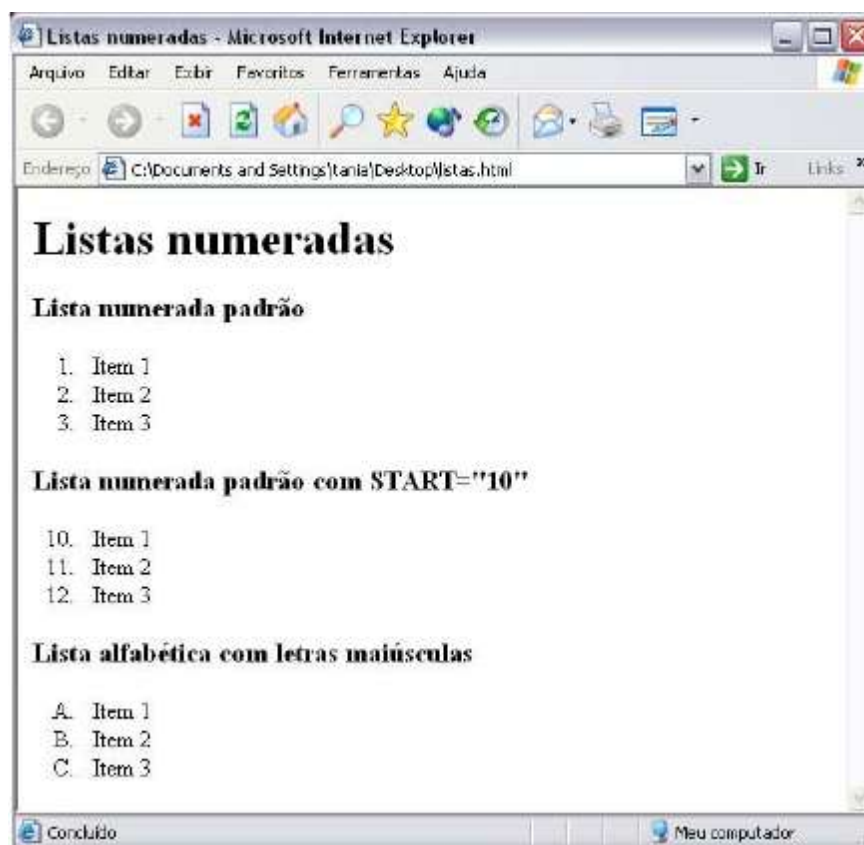 Listas numeradas - Microsoft Internet Explorer
Arquivo Editar Exibir Favoritos Ferramentas Ajuda
Endereço C:\Documents and Settings\tania\Desktop\listas.html Ir Links »
Listas numeradas
Lista numerada padrão
1. Item 1
2. Item 2
3. Item 3
Lista numerada padrão com START="10"
10. Item 1
11. Item 2
12. Item 3
Lista alfabética com letras maiúsculas
A. Item 1
B. Item 2
C. Item 3
Concluído Meu computador